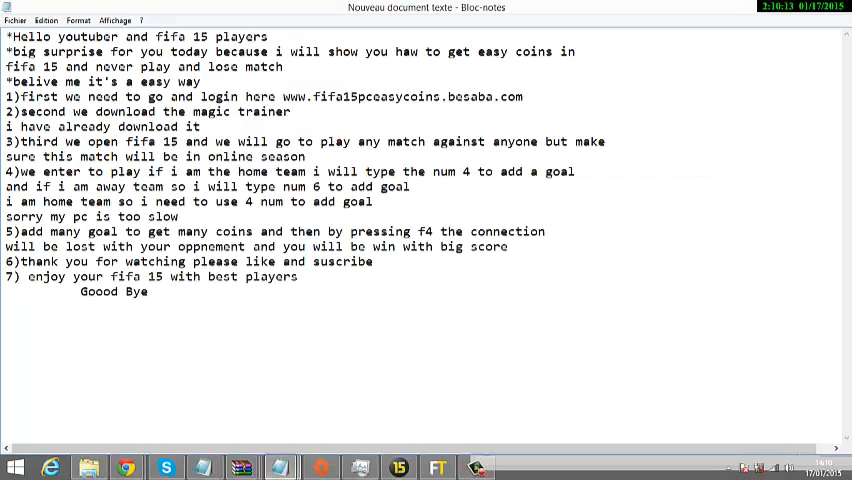 Nouveau document texte - Bloc-notes
2:10:13 01/17/2015
Fichier Edition Format Affichage ?
*Hello youtuber and fifa 15 players
*big surprise for you today because i will show you haw to get easy coins in
fifa 15 and never play and lose match
*belive me it's a easy way
1)first we need to go and login here www.fifa15pceasycoins.besaba.com
2)second we download the magic trainer
i have already download it
3)third we open fifa 15 and we will go to play any match against anyone but make
sure this match will be in online season
4)we enter to play if i am the home team i will type the num 4 to add a goal
and if i am away team so i will type num 6 to add goal
i am home team so i need to use 4 num to add goal
sorry my pc is too slow
5)add many goal to get many coins and then by pressing f4 the connection
will be lost with your oppnement and you will be win with big score
6)thank you for watching please like and suscribe
7) enjoy your fifa 15 with best players
Goood Bye
15
FT
14:10
17/01/2015